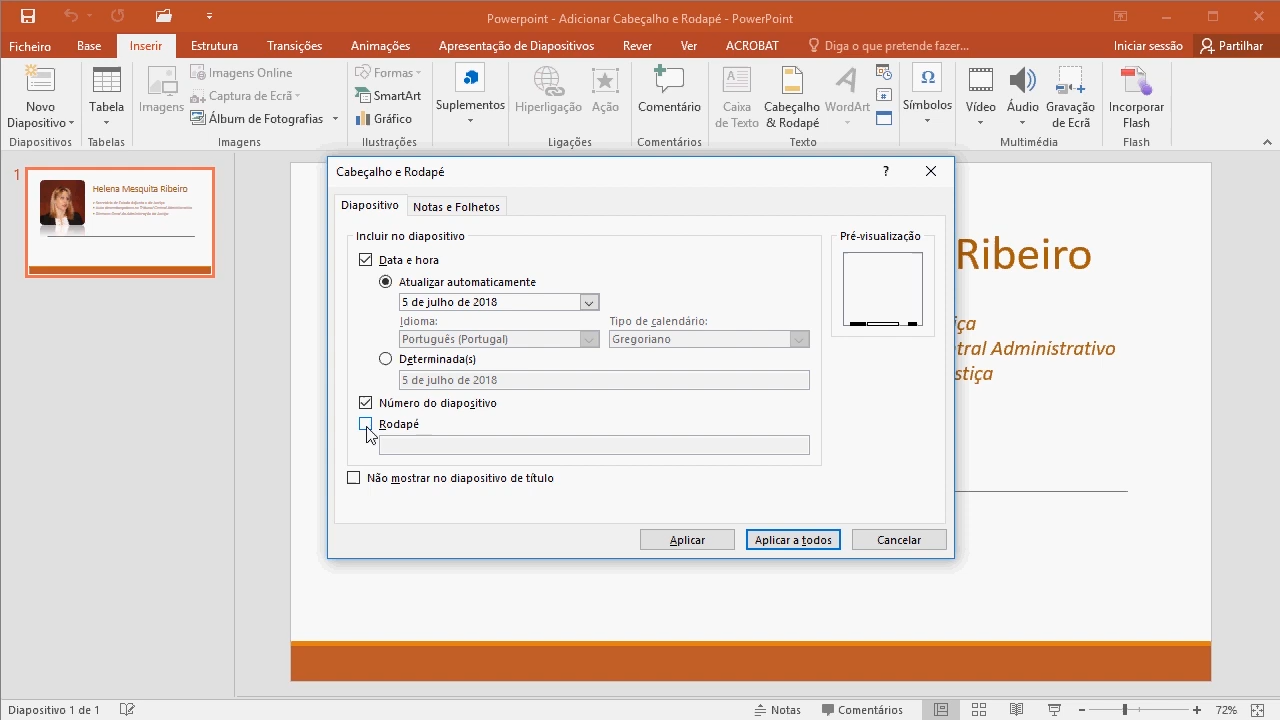 Powerpoint - Adicionar Cabeçalho e Rodapé - PowerPoint
Ficheiro Base Inserir Estrutura Transições Animações Apresentação de Diapositivos Rever Ver ACROBAT Diga o que pretende fazer... Iniciar sessão Partilhar
Novo Diapositivo
Diapositivos
Tabela
Tabelas
Imagens
Imagens Online
Captura de Ecrã
Álbum de Fotografias
Imagens
Formas
SmartArt
Gráfico
Ilustrações
Suplementos
Hiperligação
Ação
Ligações
Comentário
Comentários
Caixa de Texto
Cabeçalho & Rodapé
WordArt
Texto
Símbolos
Vídeo
Áudio
Gravação de Ecrã
Multimédia
Incorporar Flash
Flash
1
Helena Mesquita Ribeiro
Cabeçalho e Rodapé
?
Diapositivo
Notas e Folhetos
Incluir no diapositivo
Data e hora
Atualizar automaticamente
5 de julho de 2018
Idioma: Tipo de calendário:
Português (Portugal) Gregoriano
Determinada(s)
5 de julho de 2018
Número do diapositivo
Rodapé
Não mostrar no diapositivo de título
Pré-visualização
Aplicar Aplicar a todos Cancelar
Ribeiro
iça
tral Administrativo
stiça
Diapositivo 1 de 1
Notas Comentários 72%